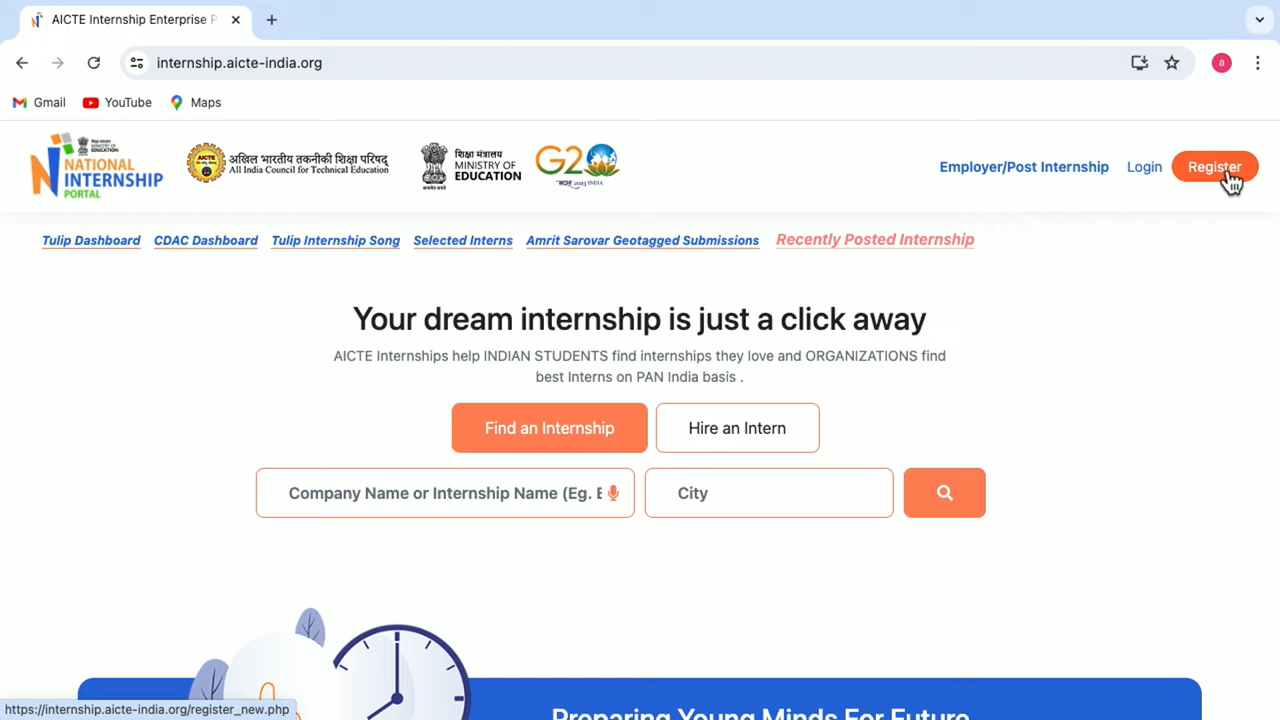 AICTE Internship Enterprise P
internship.aicte-india.org
a
Gmail YouTube Maps
NATIONAL
INTERNSHIP
PORTAL
अखिल भारतीय तकनीकी शिक्षा परिषद्
All India Council for Technical Education
शिक्षा मंत्रालय
MINISTRY OF
EDUCATION
G20
Employer/Post Internship Login Register
Tulip Dashboard CDAC Dashboard Tulip Internship Song Selected Interns Amrit Sarovar Geotagged Submissions Recently Posted Internship
Your dream internship is just a click away
AICTE Internships help INDIAN STUDENTS find internships they love and ORGANIZATIONS find
best Interns on PAN India basis .
Find an Internship Hire an Intern
Company Name or Internship Name (Eg. E City
Preparing Young Minds For Future
https://internship.aicte-india.org/register_new.php